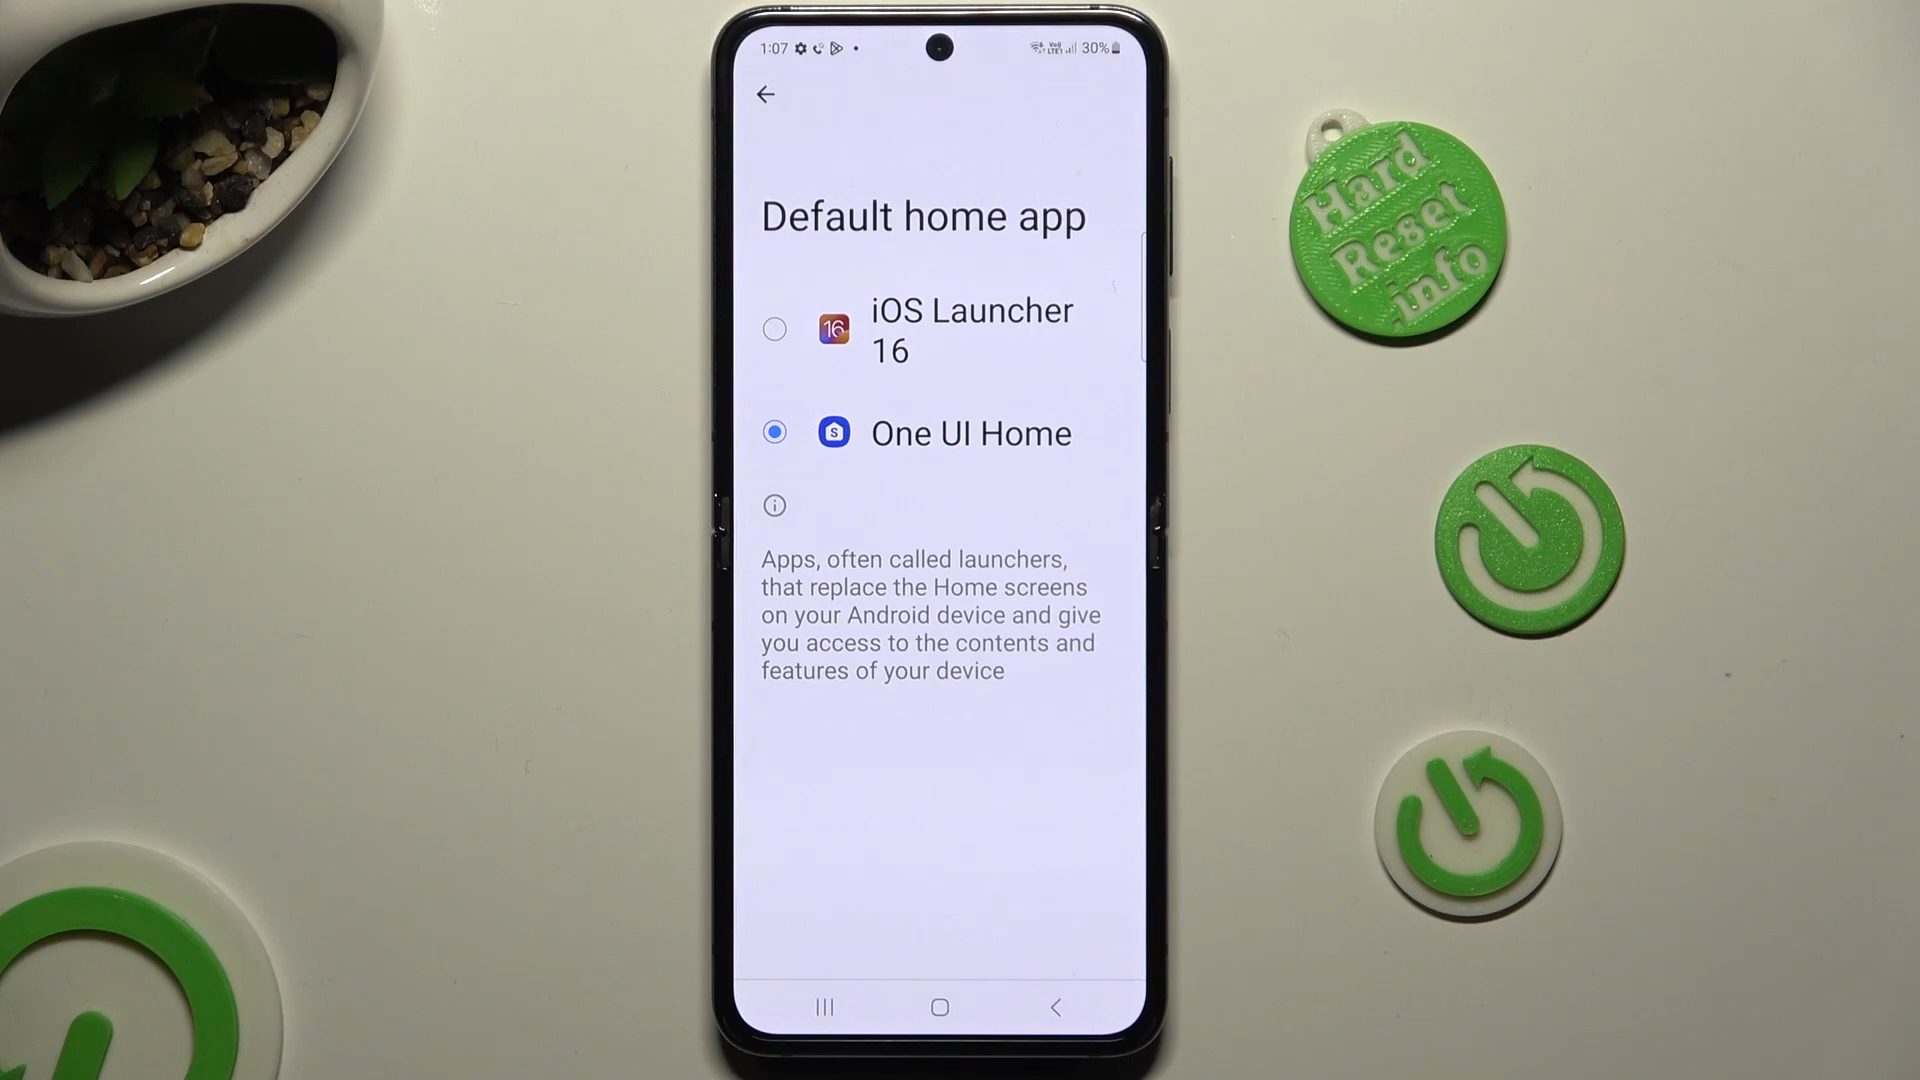 1:07
30%
Default home app
16
iOS Launcher
16
S
One UI Home
Apps, often called launchers,
that replace the Home screens
on your Android device and give
you access to the contents and
features of your device
Hard
Reset
info